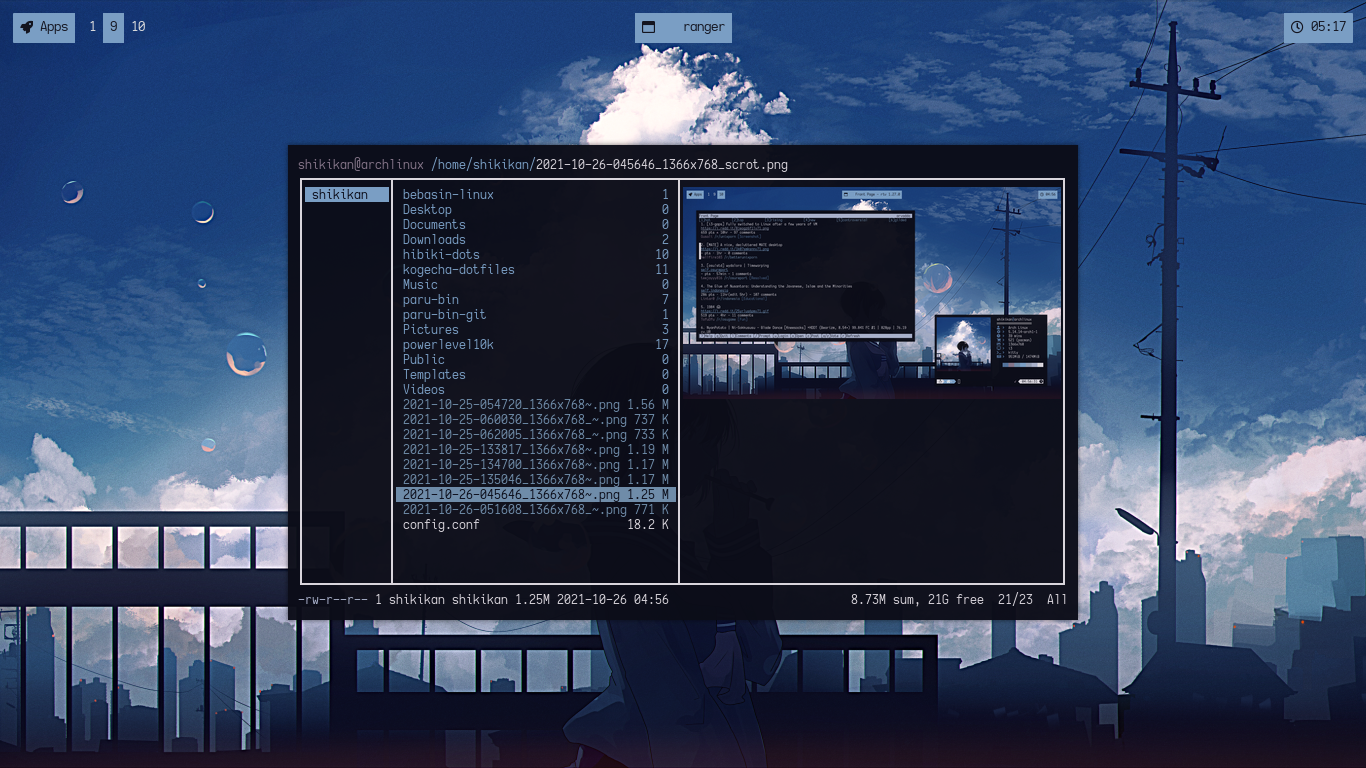 Apps 1 9 10 ranger 05:17
shikikan@archlinux /home/shikikan/2021-10-26-045646_1366x768_scrot.png
shikikan
bebasin-linux 1
Desktop 0
Documents 0
Downloads 2
hibiki-dots 10
kogecha-dotfiles 11
Music 0
paru-bin 7
paru-bin-git 1
Pictures 3
powerlevel10k 17
Public 0
Templates 0
Videos 0
2021-10-25-054720_1366x768~.png 1.56 M
2021-10-25-060030_1366x768_~.png 737 K
2021-10-25-062005_1366x768_~.png 733 K
2021-10-25-133817_1366x768~.png 1.19 M
2021-10-25-134700_1366x768~.png 1.17 M
2021-10-25-135046_1366x768~.png 1.17 M
2021-10-26-045646_1366x768~.png 1.25 M
2021-10-26-051608_1366x768_~.png 771 K
config.conf 18.2 K
-rw-r--r-- 1 shikikan shikikan 1.25M 2021-10-26 04:56 8.73M sum, 21G free 21/23 All